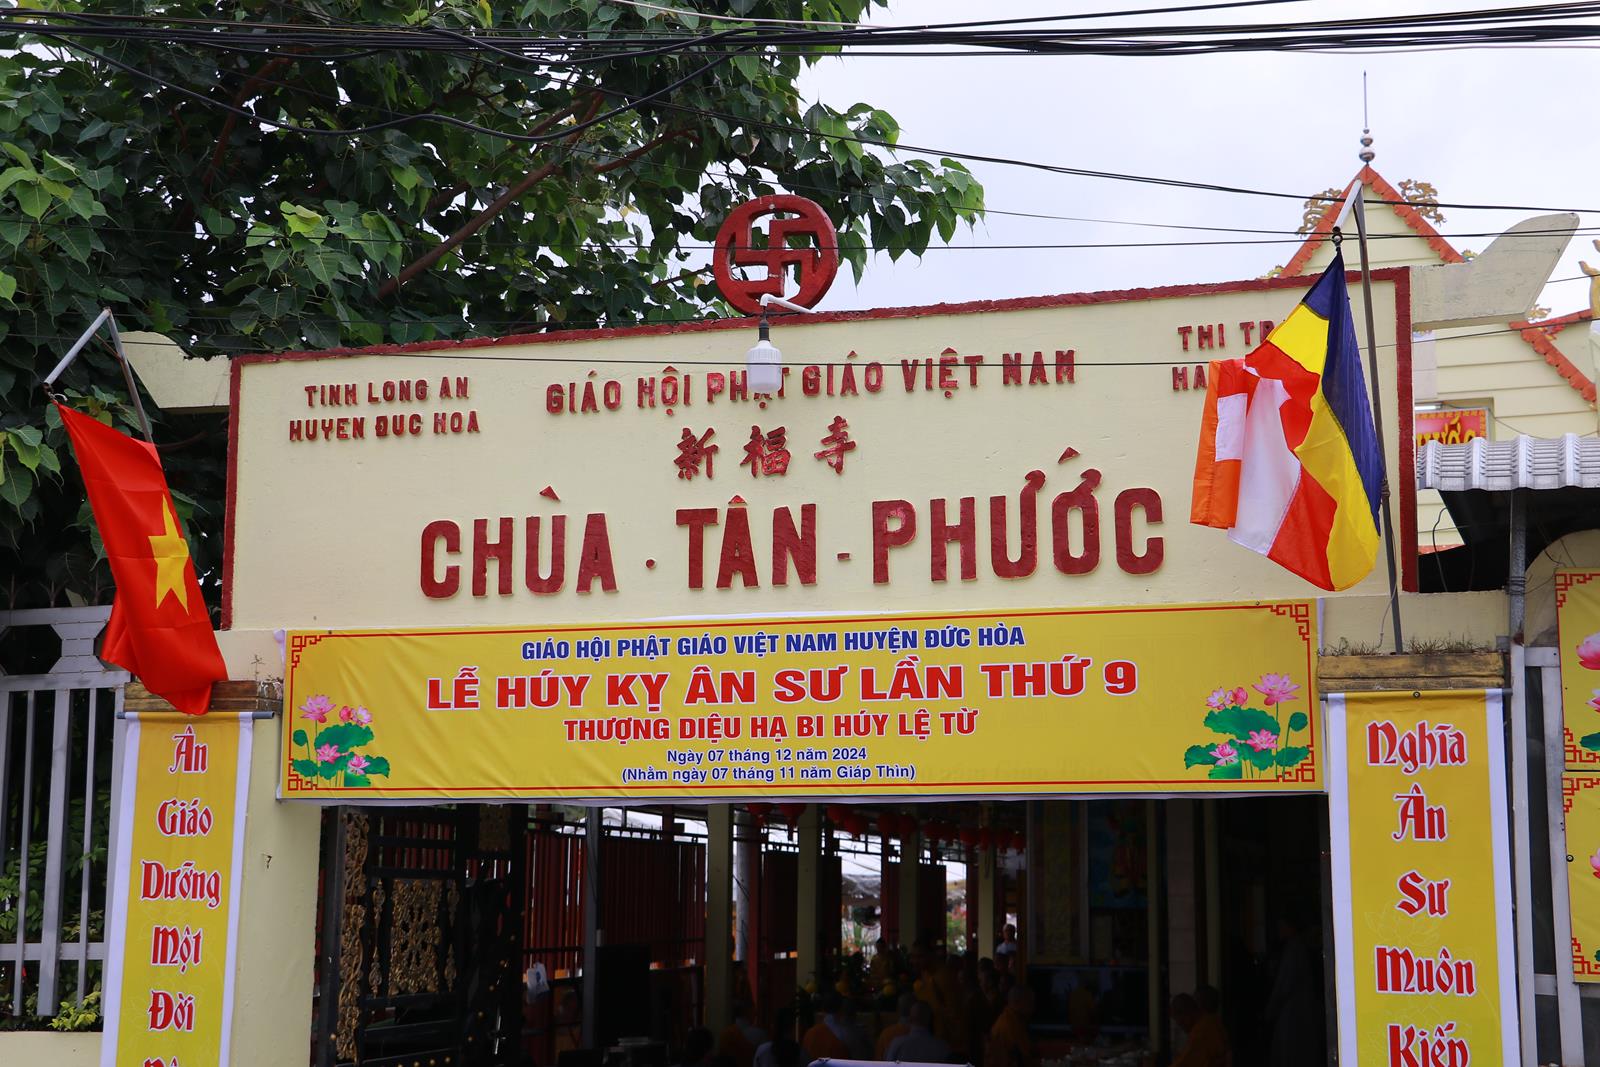 TINH LONG AN
HUYEN ĐUC HOA
GIÁO HỘI PHẬT GIÁO VIỆT NAM
THI TR
HA
新福寺
CHÙA . TÂN - PHƯỚC
GIÁO HỘI PHẬT GIÁO VIỆT NAM HUYỆN ĐỨC HÒA
LỄ HÚY KỴ ÂN SƯ LẦN THỨ 9
THƯỢNG DIỆU HẠ BI HÚY LỆ TỪ
Ngày 07 tháng 12 năm 2024
(Nhằm ngày 07 tháng 11 năm Giáp Thìn)
Ân
Giáo
Dưỡng
Một
Đời
Nghĩa
Ân
Sư
Muôn
Kiếp